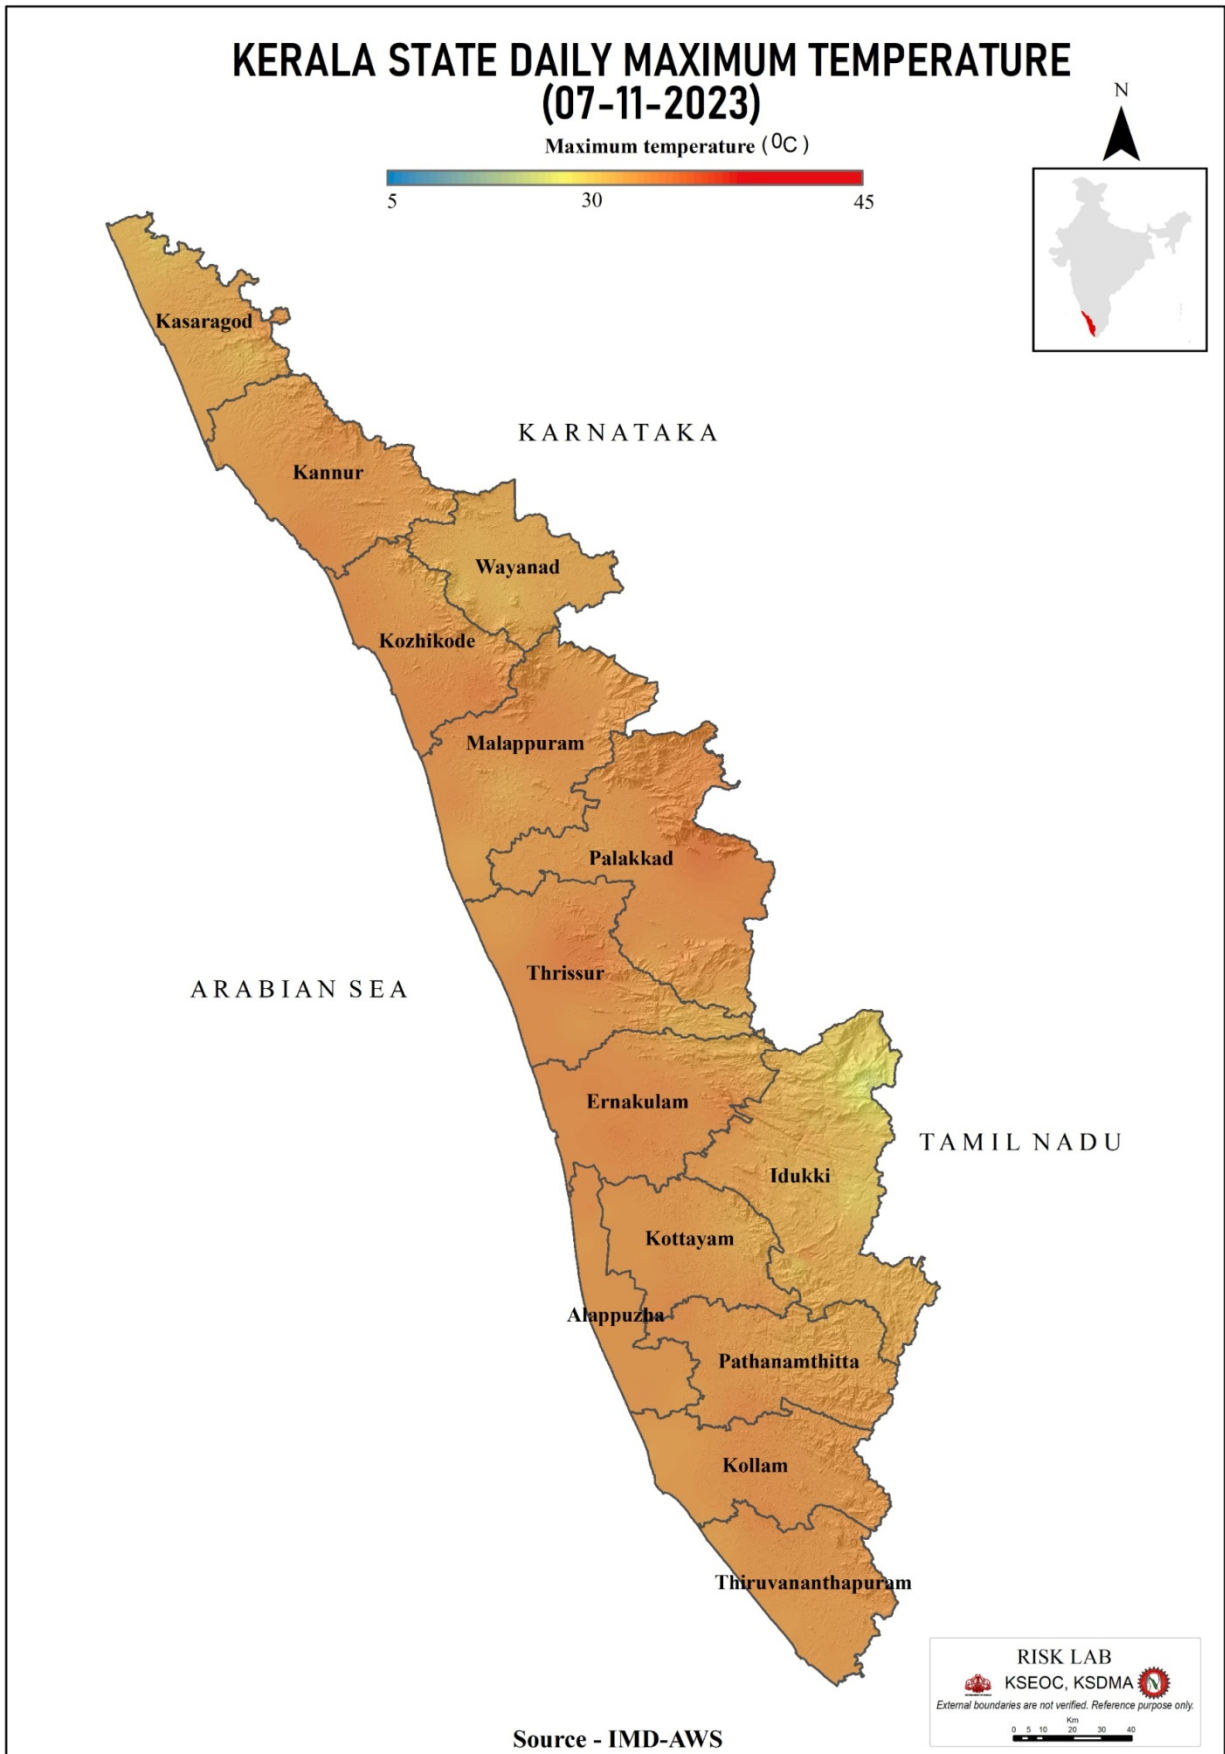 KERALA STATE DAILY MAXIMUM TEMPERATURE
(07-11-2023)
Maximum temperature (⁰C)
5 30 45
N
Kasaragod
KARNATAKA
Kannur
Wayanad
Kozhikode
Malappuram
Palakkad
Thrissur
ARABIAN SEA
Ernakulam
TAMIL NADU
Idukki
Kottayam
Alappuzha
Pathanamthitta
Kollam
Thiruvananthapuram
RISK LAB
KSEOC, KSDMA
External boundaries are not verified. Reference purpose only.
Km
0 5 10 20 30 40
Source - IMD-AWS